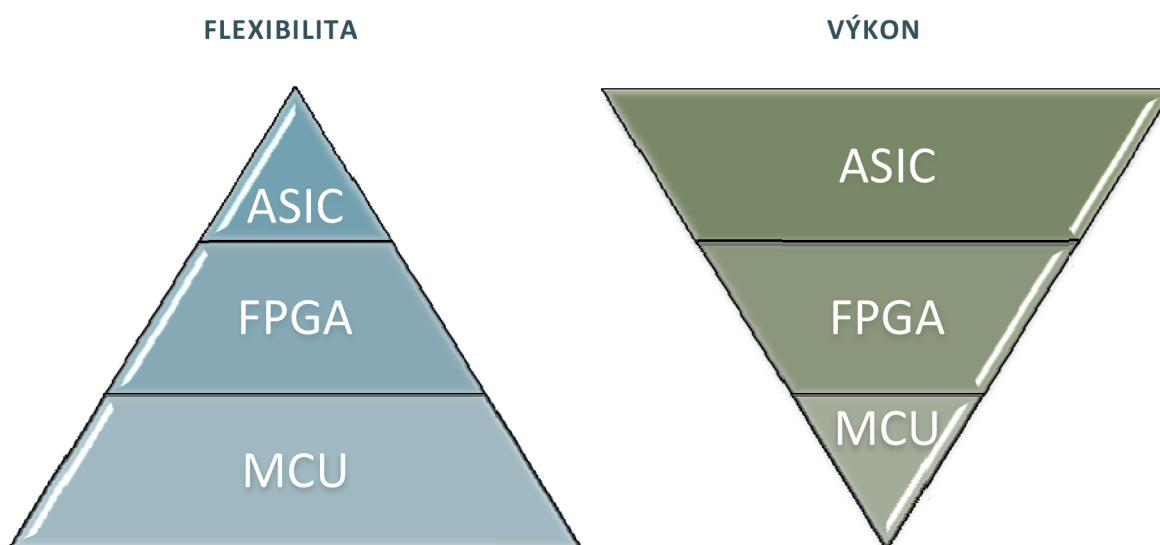 FLEXIBILITA
VÝKON
ASIC
FPGA
MCU
ASIC
FPGA
MCU